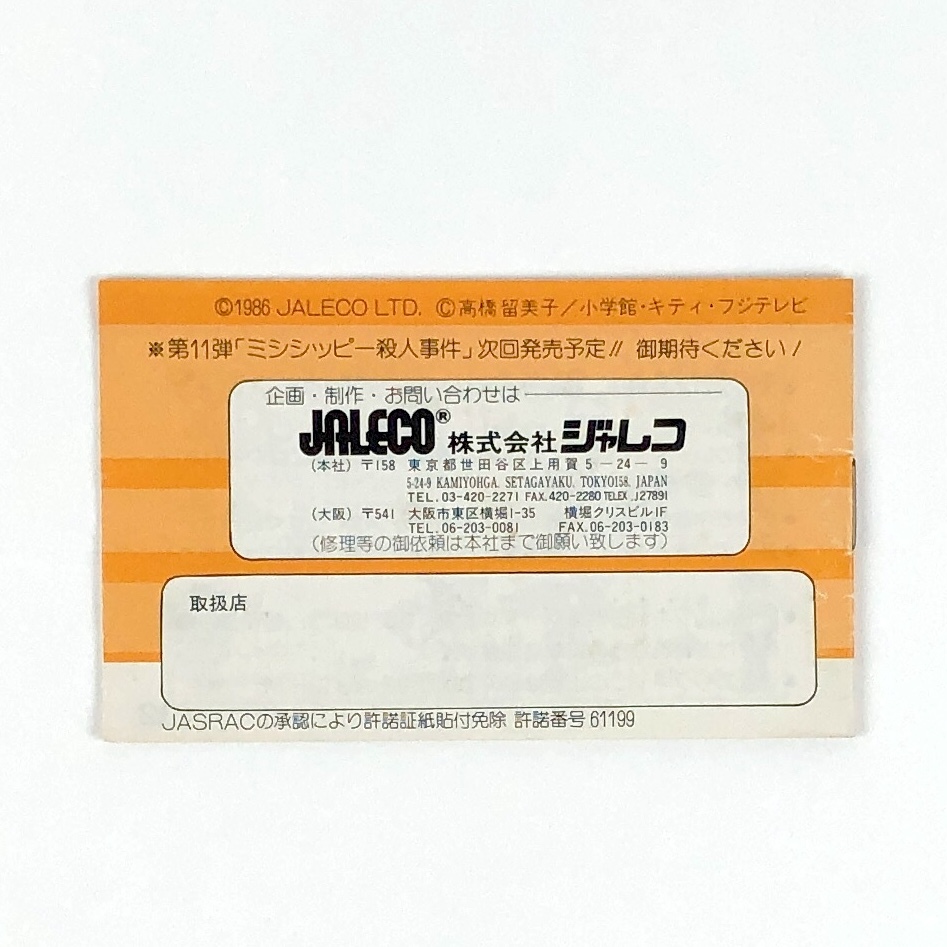 ©1986 JALECO LTD. ©高橋留美子／小学館・キティ・フジテレビ
※第11弾「ミシシッピー殺人事件」次回発売予定!! 御期待ください!
企画・制作・お問い合わせは
JALECO® 株式会社ジャレコ
(本社) 〒158 東京都世田谷区上用賀5－24－9
5-24-9 KAMIYOHGA, SETAGAYAKU, TOKYO158, JAPAN
TEL. 03-420-2271 FAX. 420-2280 TELEX. J27891
(大阪) 〒541 大阪市東区横堀1-35 横堀クリスビル1F
TEL. 06-203-0081 FAX. 06-203-0183
(修理等の御依頼は本社まで御願い致します)
取扱店
JASRACの承認により許諾証紙貼付免除 許諾番号61199